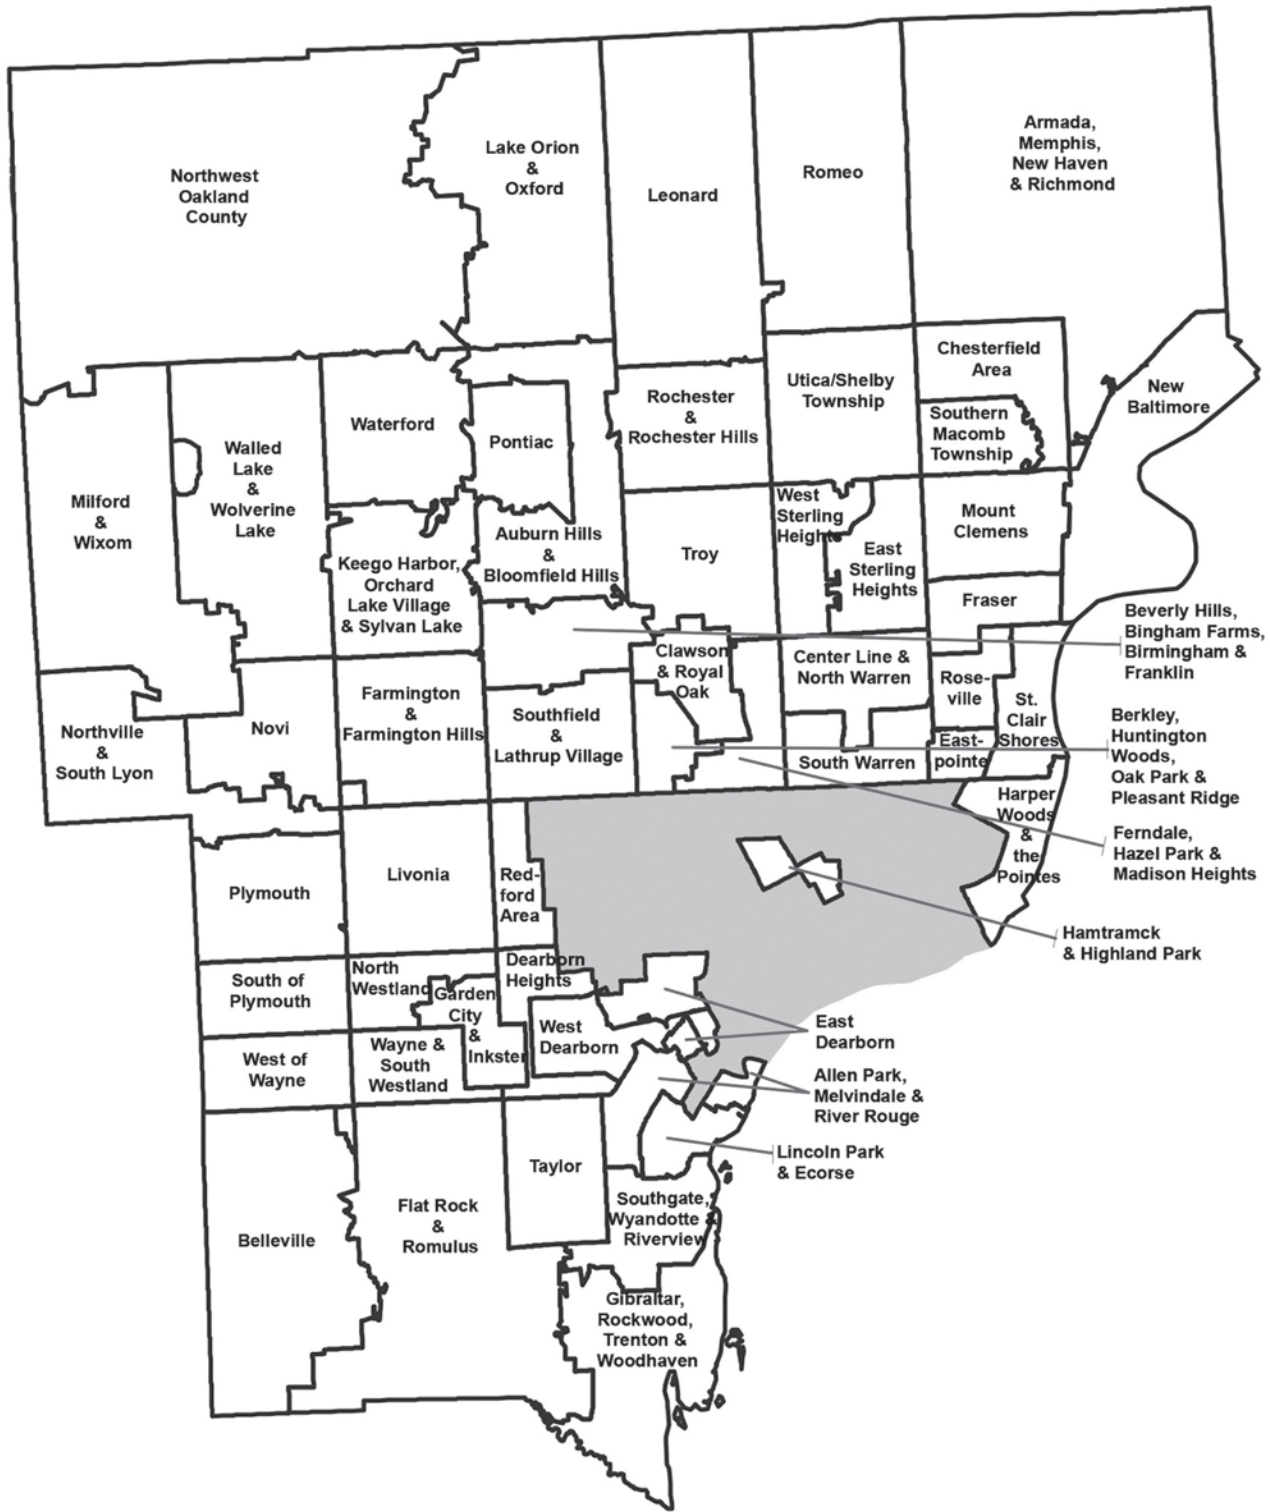 Northwest
Oakland
County
Lake Orion
&
Oxford
Leonard
Romeo
Armada,
Memphis,
New Haven
& Richmond
Milford
&
Wixom
Walled
Lake
&
Wolverine
Lake
Waterford
Pontiac
Rochester
&
Rochester Hills
Utica/Shelby
Township
Chesterfield
Area
Southern
Macomb
Township
New
Baltimore
Keego Harbor,
Orchard
Lake Village
& Sylvan Lake
Auburn Hills
&
Bloomfield Hills
Troy
West
Sterling
Heights
East
Sterling
Heights
Mount
Clemens
Fraser
Beverly Hills,
Bingham Farms,
Birmingham &
Franklin
Northville
&
South Lyon
Novi
Farmington
&
Farmington Hills
Southfield
&
Lathrup Village
Clawson
& Royal
Oak
Center Line &
North Warren
South Warren
Rose-
ville
East-
pointe
St.
Clair
Shores
Berkley,
Huntington
Woods,
Oak Park &
Pleasant Ridge
Harper
Woods
&
the
Pointes
Ferndale,
Hazel Park &
Madison Heights
Plymouth
Livonia
Red-
ford
Area
Hamtramck
& Highland Park
South of
Plymouth
North
Westland
Garden
City
&
Inkster
Dearborn
Heights
West
Dearborn
East
Dearborn
West of
Wayne
Wayne &
South
Westland
Allen Park,
Melvindale &
River Rouge
Lincoln Park
& Ecorse
Belleville
Flat Rock
&
Romulus
Taylor
Southgate,
Wyandotte &
Riverview
Gibraltar,
Rockwood,
Trenton &
Woodhaven